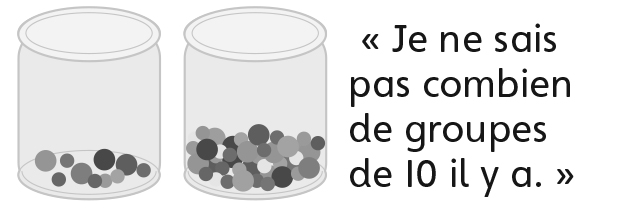 « Je ne sais
pas combien
de groupes
de 10 il y a. »